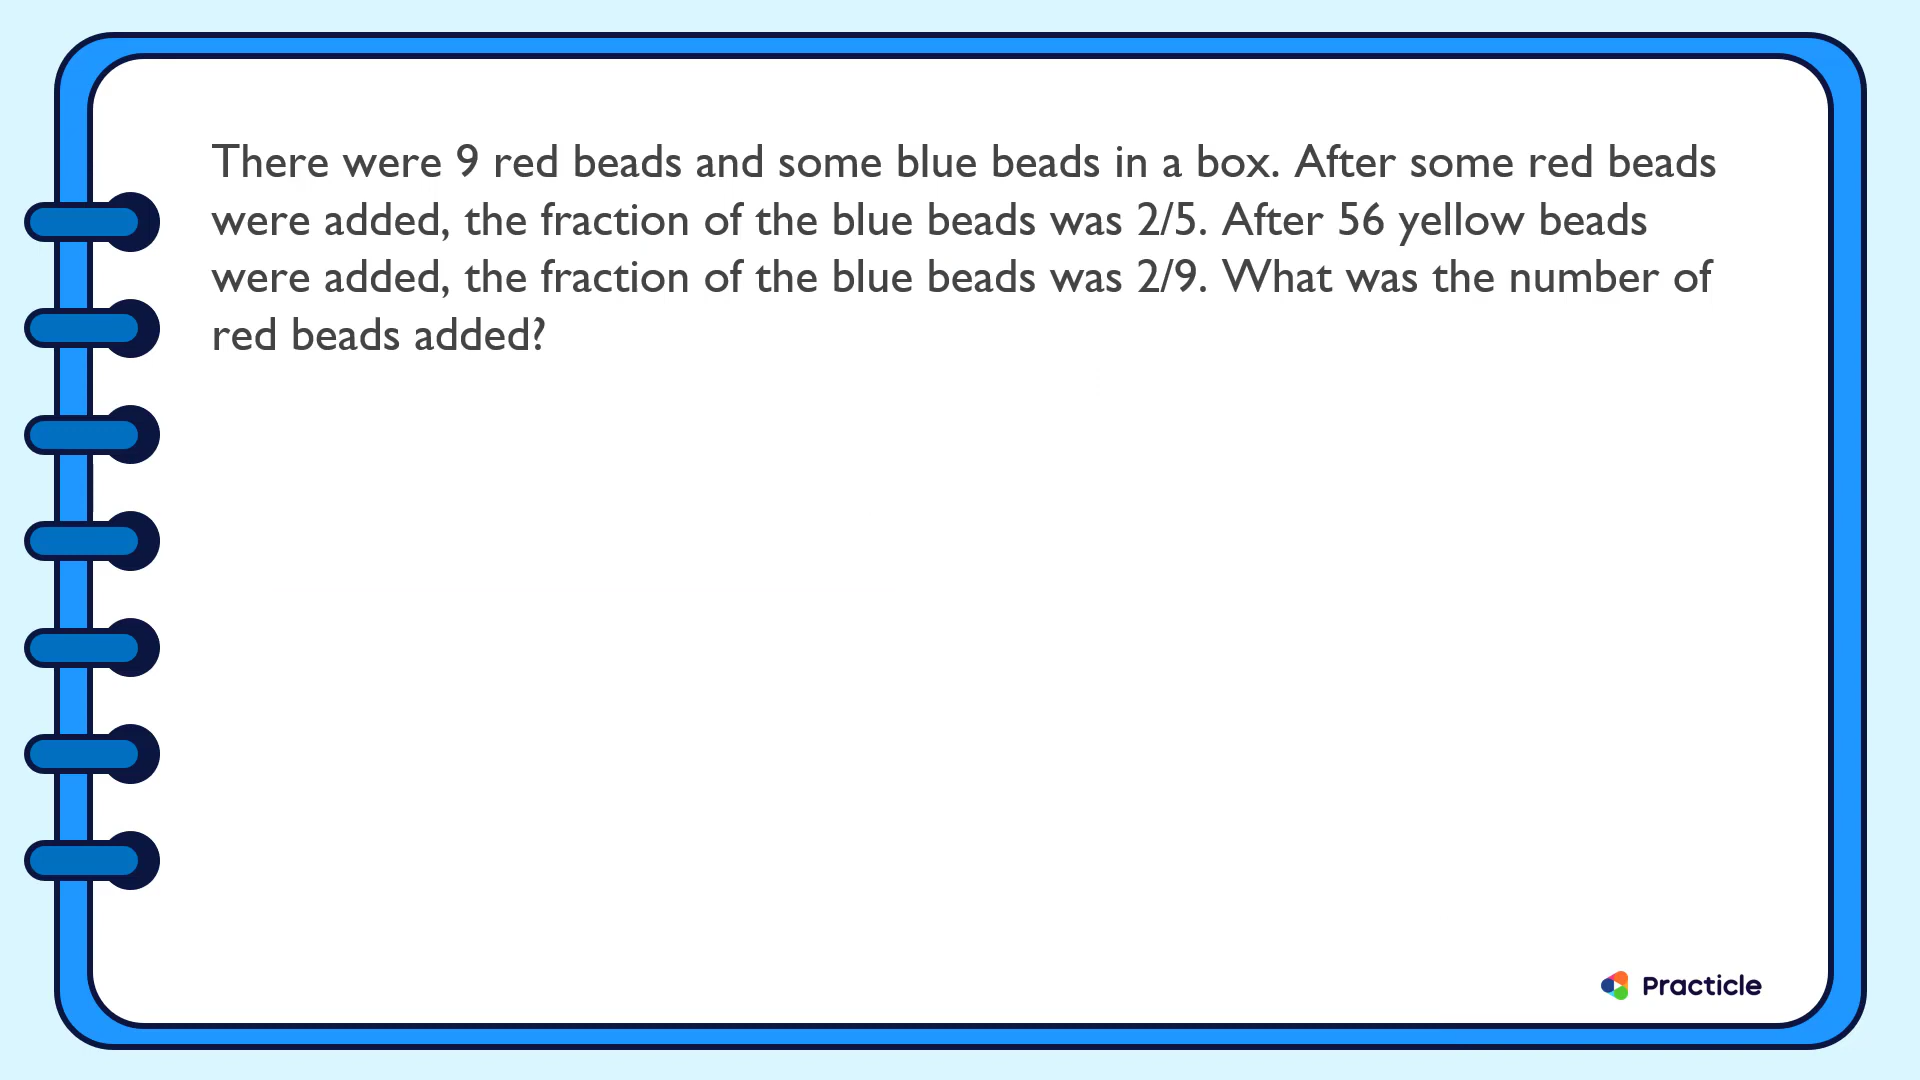 There were 9 red beads and some blue beads in a box. After some red beads
were added, the fraction of the blue beads was 2/5. After 56 yellow beads
were added, the fraction of the blue beads was 2/9. What was the number of
red beads added?
Practicle